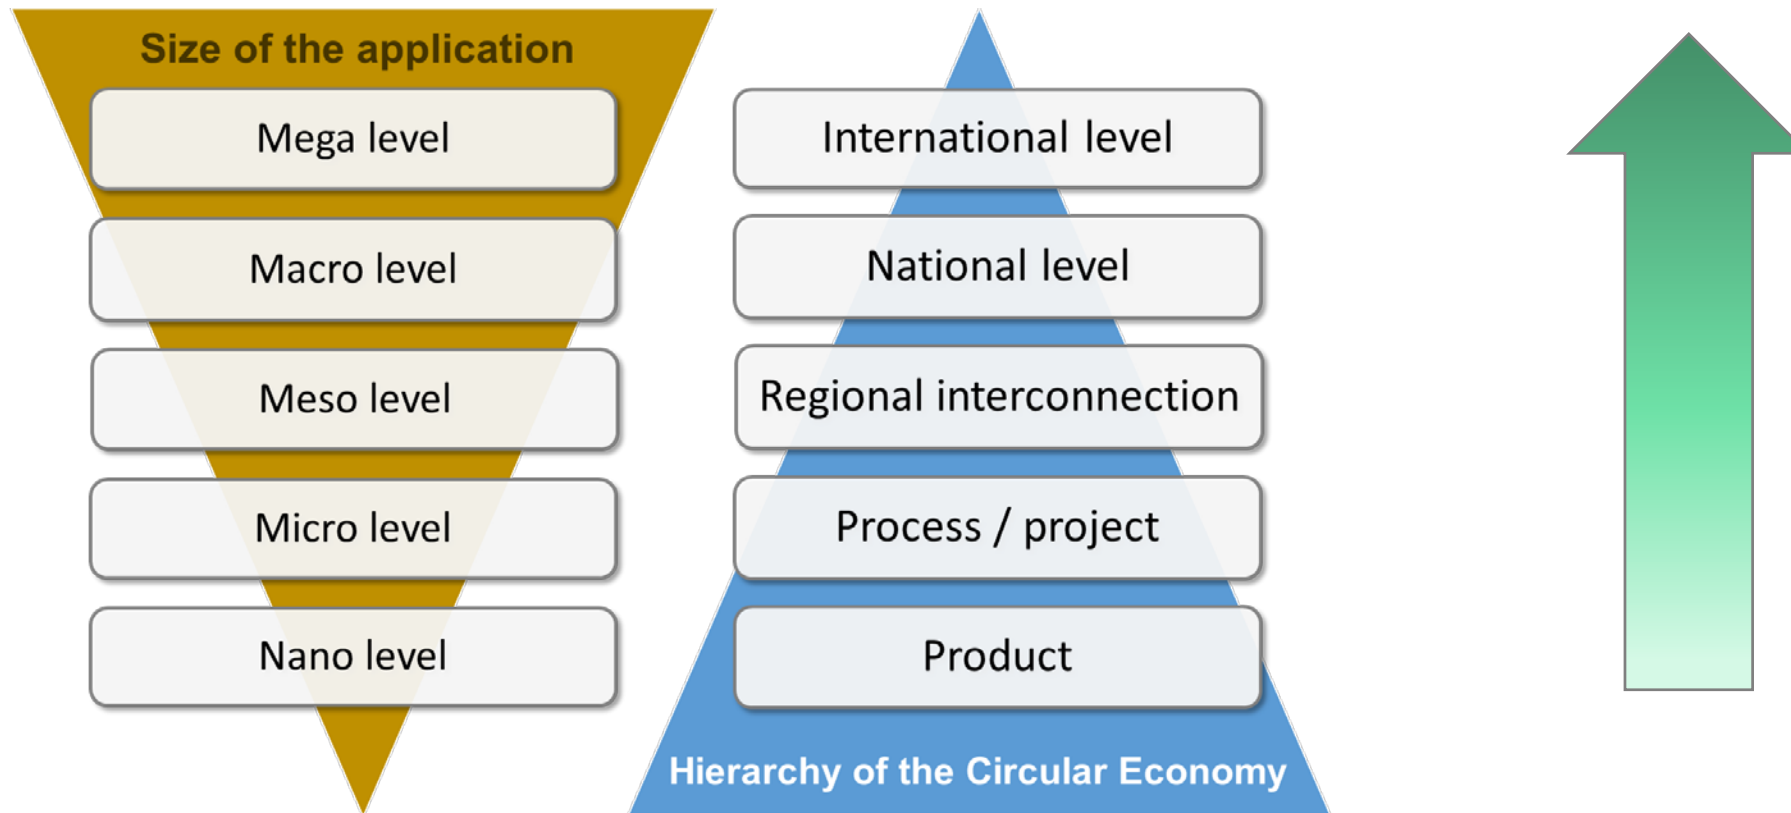 Size of the application
Mega level
Macro level
Meso level
Micro level
Nano level
International level
National level
Regional interconnection
Process / project
Product
Hierarchy of the Circular Economy